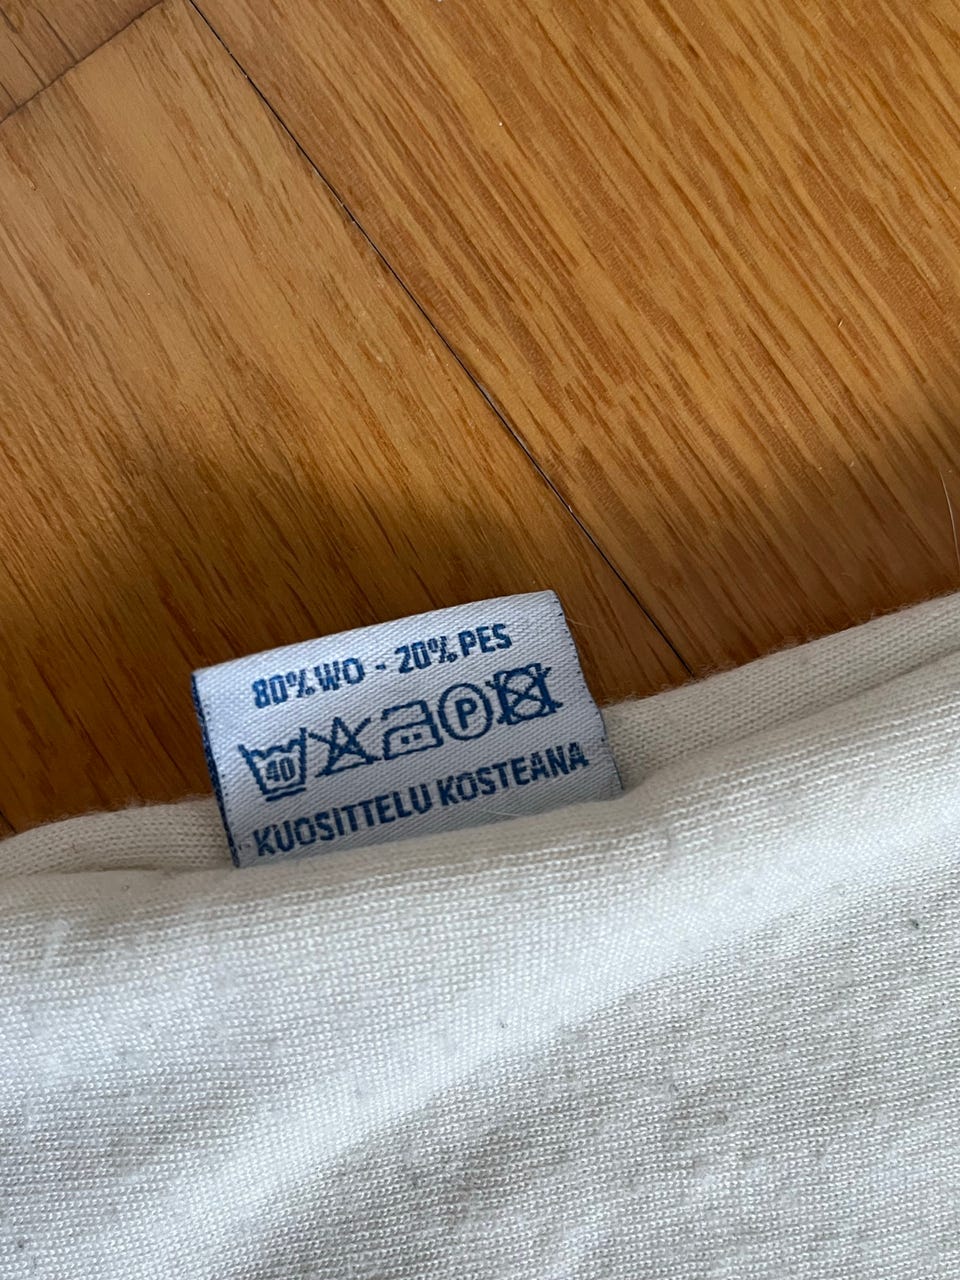 80% WO - 20% PES
40 P
KUOSITTELU KOSTEANA